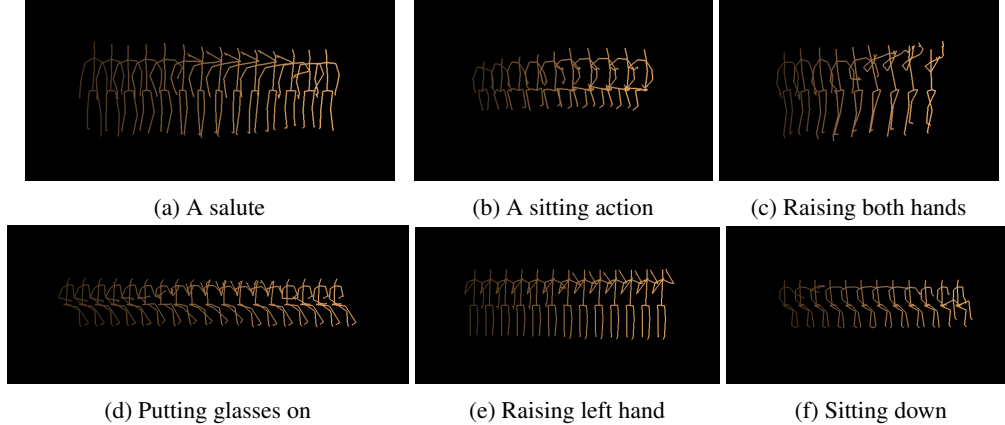 (a) A salute
(b) A sitting action
(c) Raising both hands
(d) Putting glasses on
(e) Raising left hand
(f) Sitting down